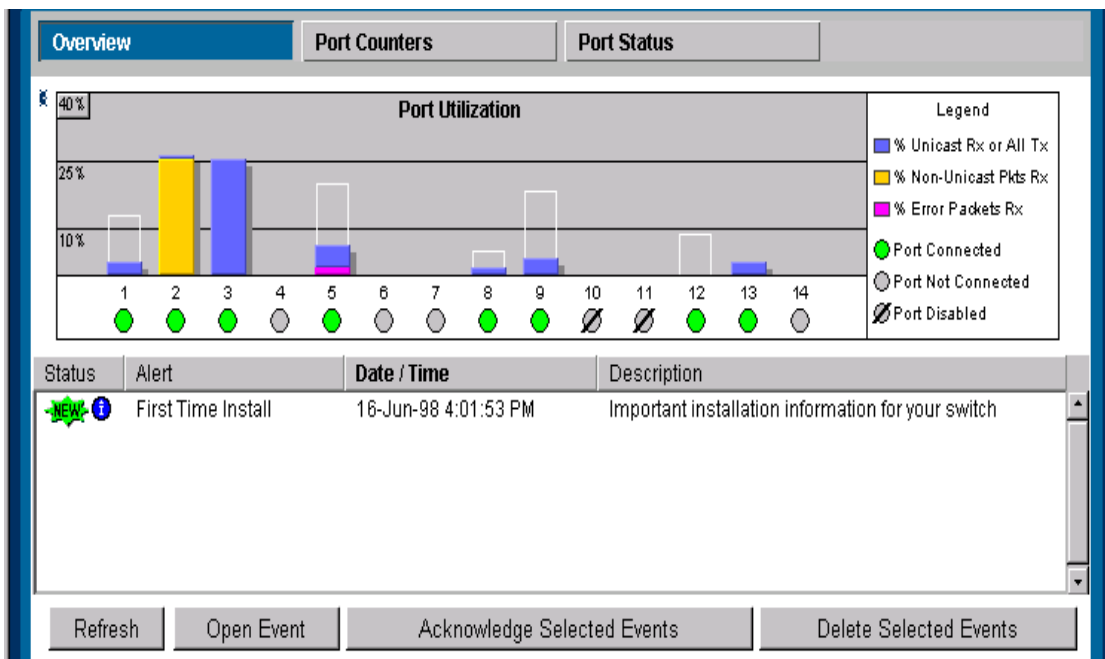 Overview Port Counters Port Status
40% Port Utilization Legend
% Unicast Rx or All Tx
25% % Non-Unicast Pkts Rx
% Error Packets Rx
10% Port Connected
Port Not Connected
1 2 3 4 5 6 7 8 9 10 11 12 13 14
Port Disabled
Status Alert Date / Time Description
NEW i First Time Install 16-Jun-98 4:01:53 PM Important installation information for your switch
Refresh Open Event Acknowledge Selected Events Delete Selected Events